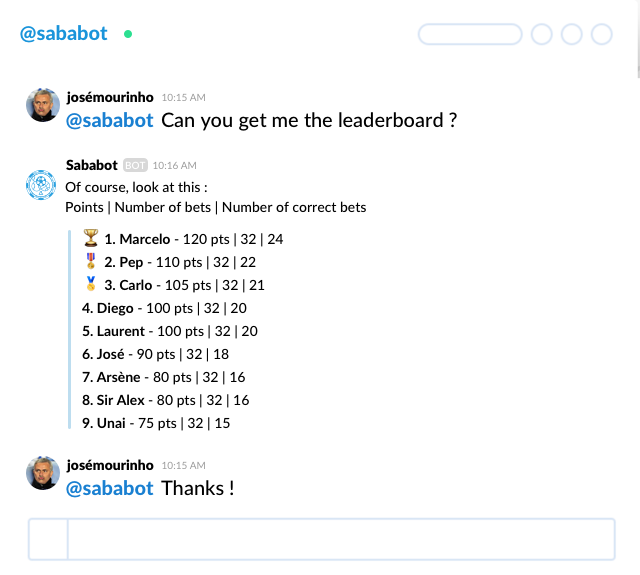 @sababot
josémourinho 10:15 AM
@sababot Can you get me the leaderboard ?
Sababot BOT 10:16 AM
Of course, look at this :
Points | Number of bets | Number of correct bets
1. Marcelo - 120 pts | 32 | 24
2. Pep - 110 pts | 32 | 22
3. Carlo - 105 pts | 32 | 21
4. Diego - 100 pts | 32 | 20
5. Laurent - 100 pts | 32 | 20
6. José - 90 pts | 32 | 18
7. Arsène - 80 pts | 32 | 16
8. Sir Alex - 80 pts | 32 | 16
9. Unai - 75 pts | 32 | 15
josémourinho 10:15 AM
@sababot Thanks !